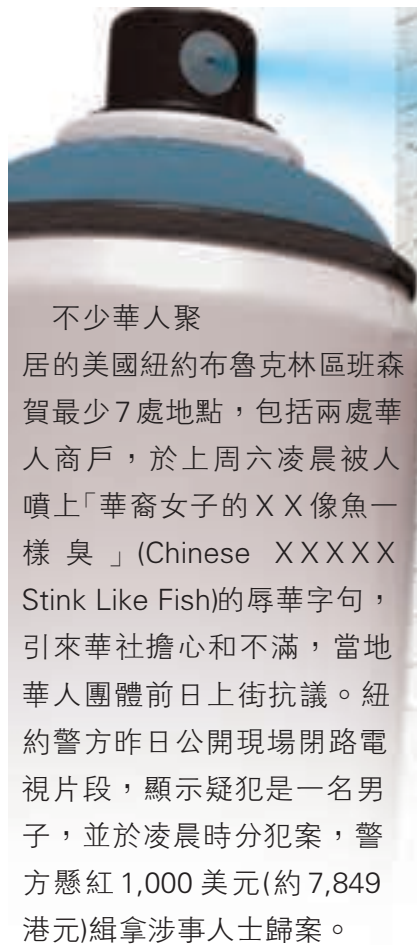 不少華人聚
居的美國紐約布魯克林區班森
賀最少7處地點，包括兩處華
人商戶，於上周六凌晨被人
噴上「華裔女子的ＸＸ像魚一
樣臭」(Chinese XXXXX
Stink Like Fish)的辱華字句，
引來華社擔心和不滿，當地
華人團體前日上街抗議。紐
約警方昨日公開現場閉路電
視片段，顯示疑犯是一名男
子，並於凌晨時分犯案，警
方懸紅1,000美元(約7,849
港元)緝拿涉事人士歸案。